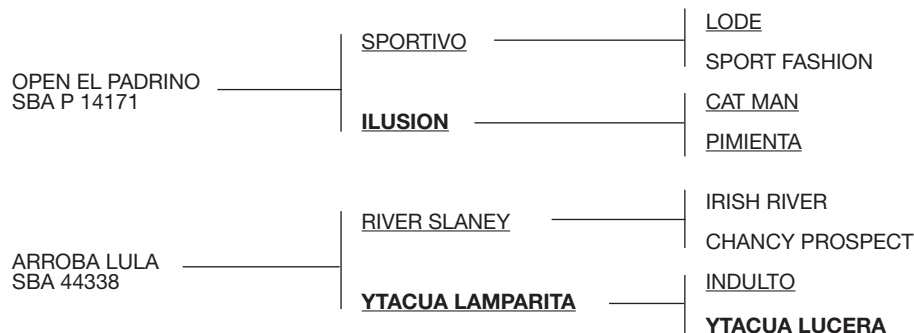 LODE
SPORTIVO
SPORT FASHION
OPEN EL PADRINO
SBA P 14171
CAT MAN
ILUSION
PIMIENTA
IRISH RIVER
RIVER SLANEY
CHANCY PROSPECT
ARROBA LULA
SBA 44338
INDULTO
YTACUA LAMPARITA
YTACUA LUCERA